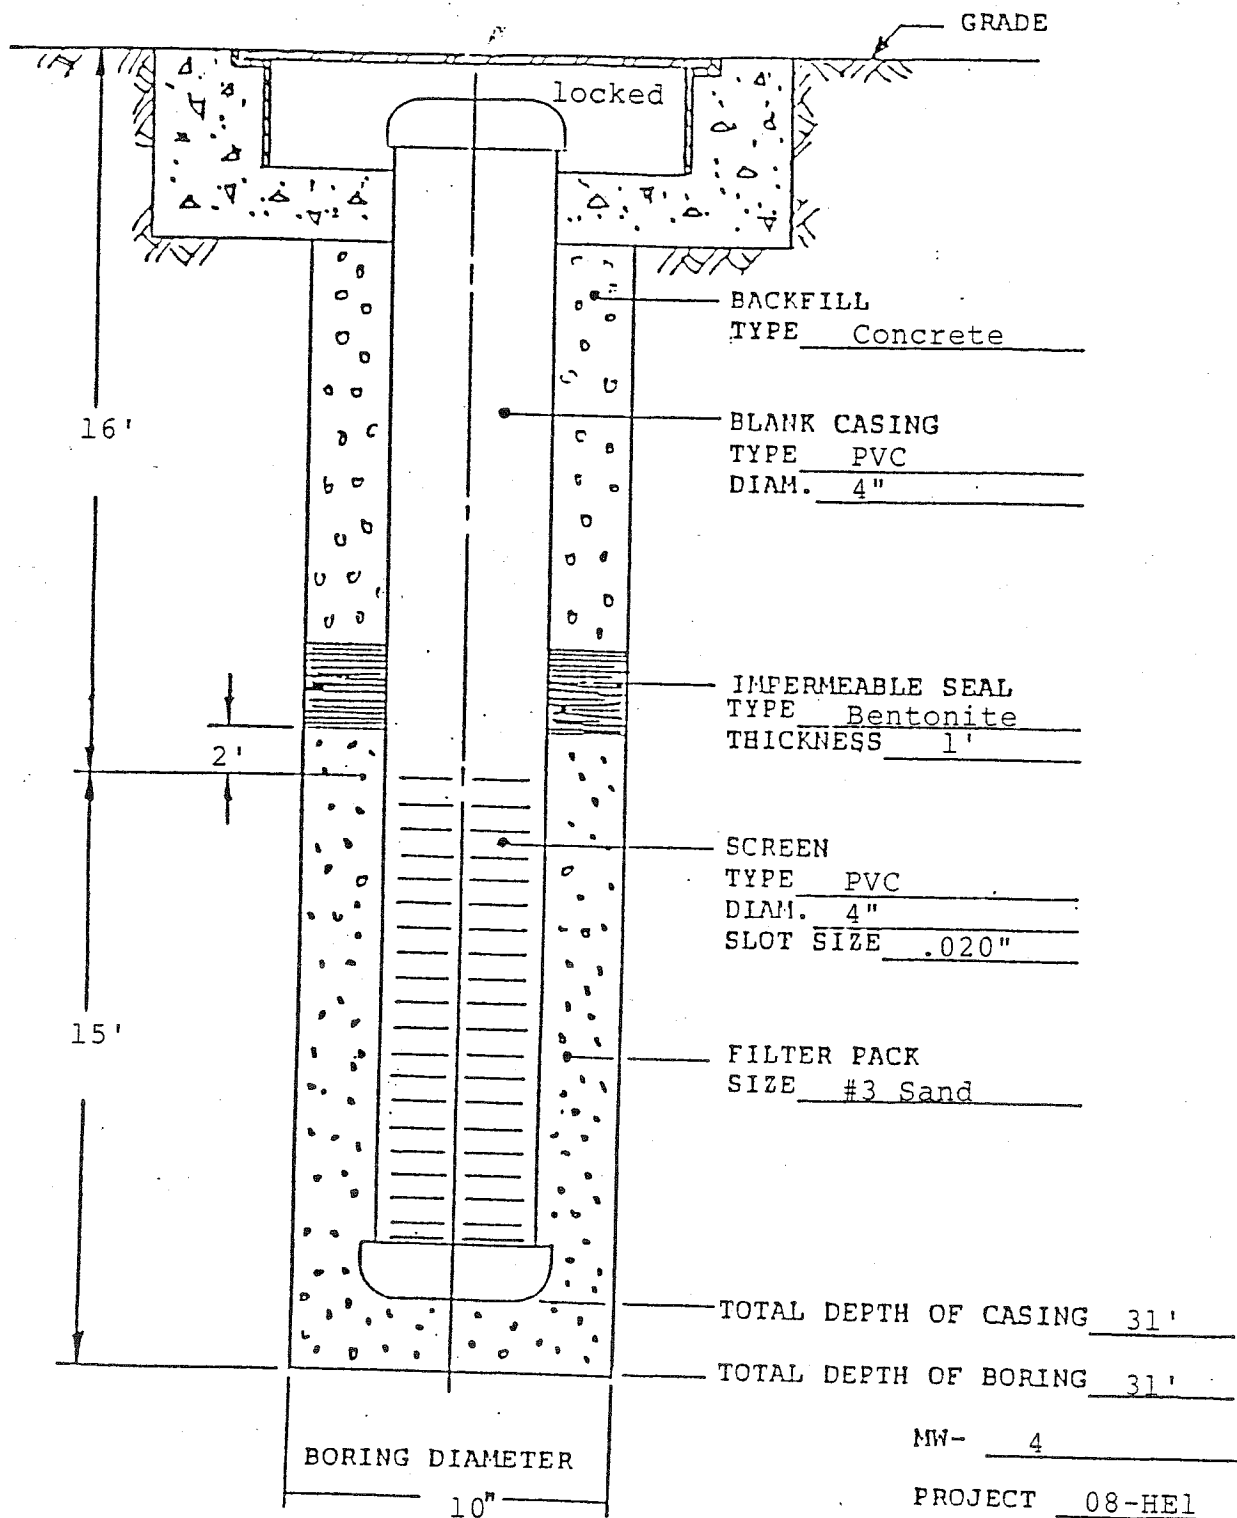 GRADE
locked
BACKFILL
TYPE Concrete
16'
BLANK CASING
TYPE PVC
DIAM. 4"
IMPERMEABLE SEAL
TYPE Bentonite
THICKNESS 1'
2'
SCREEN
TYPE PVC
DIAM. 4"
SLOT SIZE .020"
15'
FILTER PACK
SIZE #3 Sand
TOTAL DEPTH OF CASING 31'
TOTAL DEPTH OF BORING 31'
MW- 4
BORING DIAMETER
10"
PROJECT 08-HE1